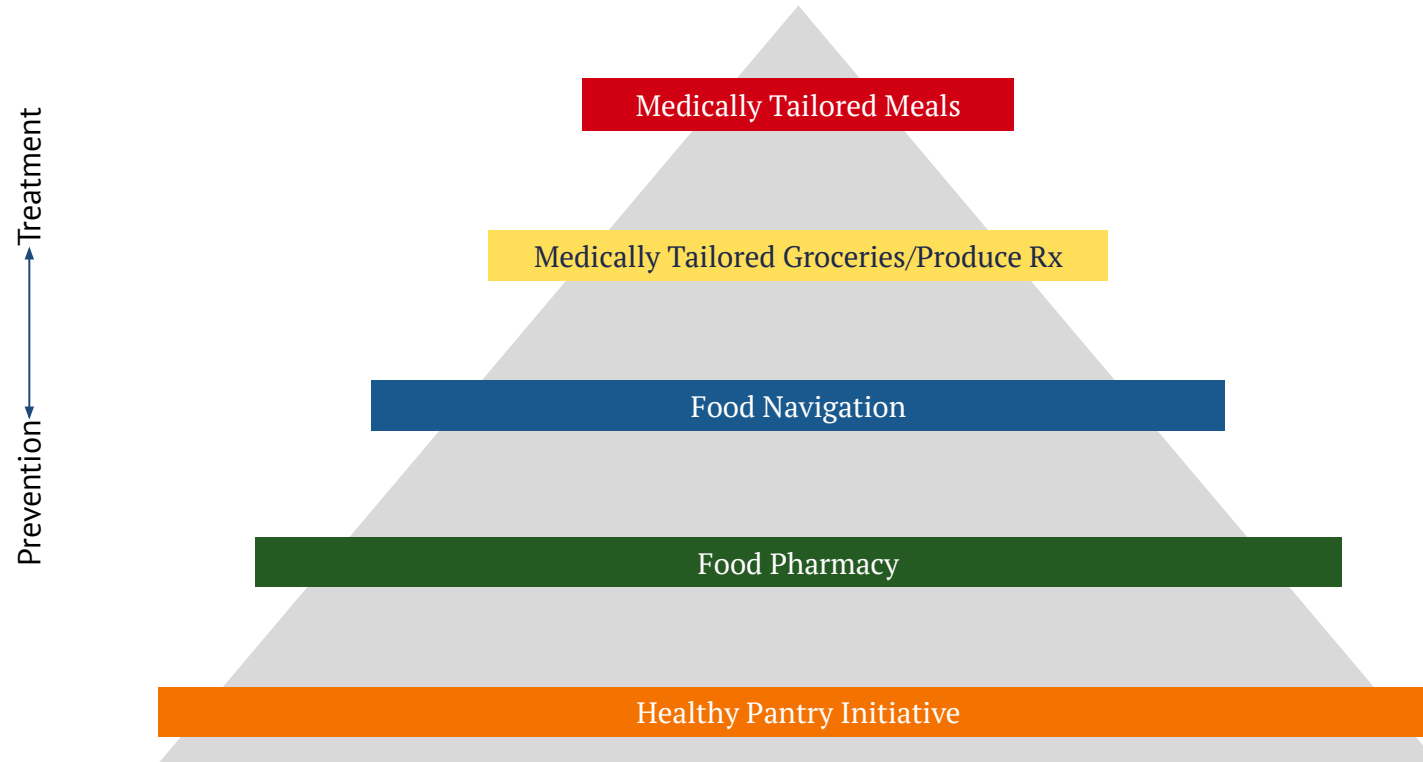 Treatment
Prevention
Medically Tailored Meals
Medically Tailored Groceries/Produce Rx
Food Navigation
Food Pharmacy
Healthy Pantry Initiative